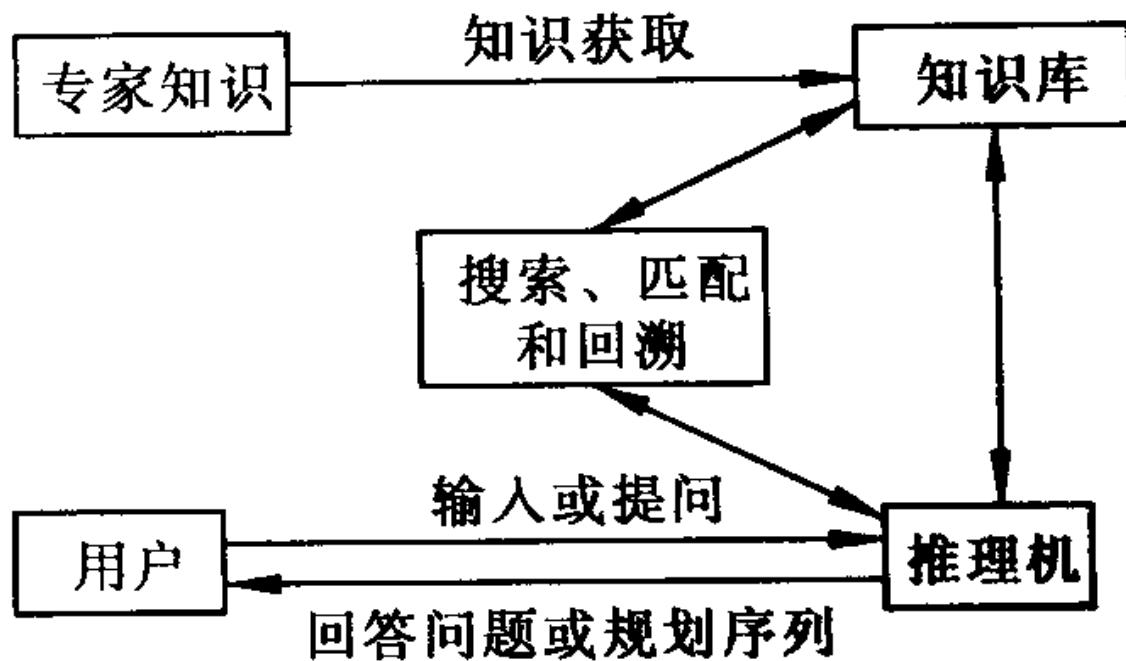 知识获取
专家知识
知识库
搜索、匹配
和回溯
输入或提问
用户
推理机
回答问题或规划序列